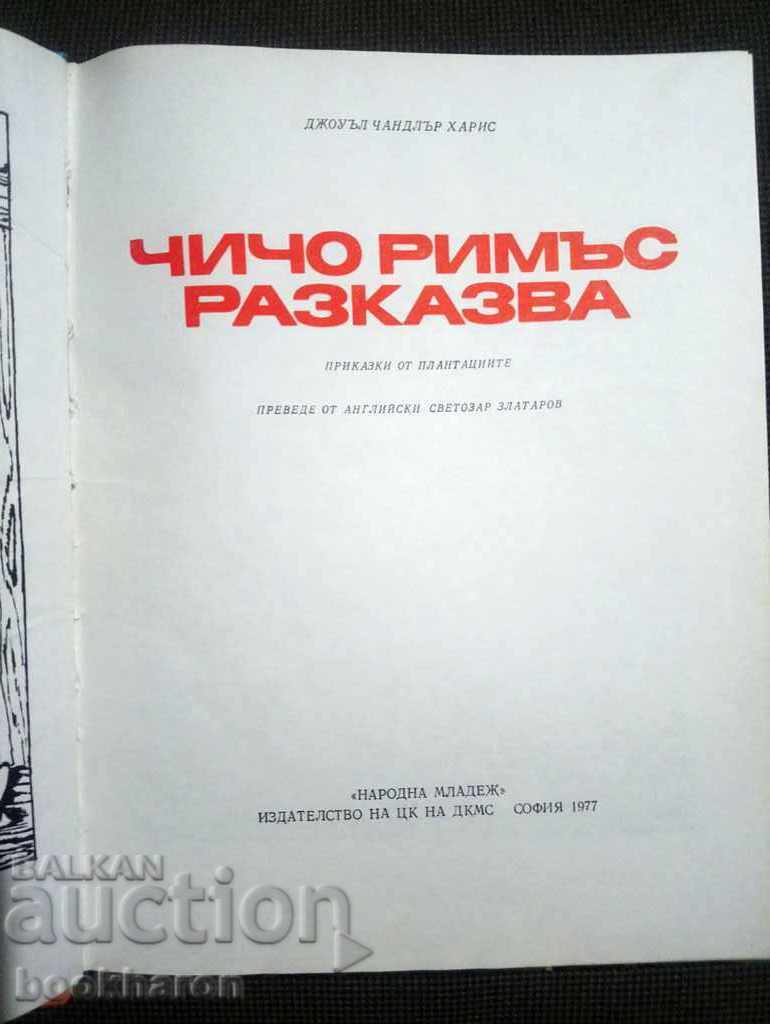 ДЖОУЪЛ ЧАНДЛЪР ХАРИС
ЧИЧО РИМЪС
РАЗКАЗВА
ПРИКАЗКИ ОТ ПЛАНТАЦИИТЕ
ПРЕВЕДЕ ОТ АНГЛИЙСКИ СВЕТОЗАР ЗЛАТАРОВ
«НАРОДНА МЛАДЕЖ»
ИЗДАТЕЛСТВО НА ЦК НА ДКМС СОФИЯ 1977
BALKAN
auction
bookharon